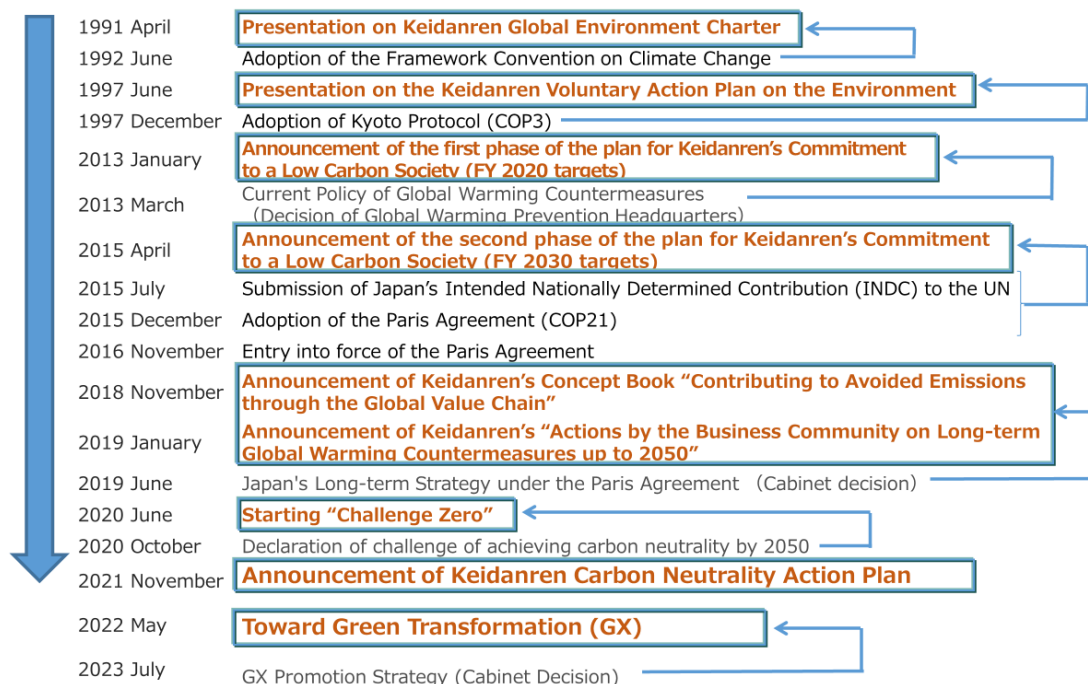 1991 April Presentation on Keidanren Global Environment Charter
1992 June Adoption of the Framework Convention on Climate Change
1997 June Presentation on the Keidanren Voluntary Action Plan on the Environment
1997 December Adoption of Kyoto Protocol (COP3)
2013 January Announcement of the first phase of the plan for Keidanren’s Commitment
to a Low Carbon Society (FY 2020 targets)
2013 March Current Policy of Global Warming Countermeasures
（Decision of Global Warming Prevention Headquarters）
2015 April Announcement of the second phase of the plan for Keidanren’s Commitment
to a Low Carbon Society (FY 2030 targets)
2015 July Submission of Japan’s Intended Nationally Determined Contribution (INDC) to the UN
2015 December Adoption of the Paris Agreement (COP21)
2016 November Entry into force of the Paris Agreement
2018 November Announcement of Keidanren’s Concept Book “Contributing to Avoided Emissions
through the Global Value Chain”
2019 January Announcement of Keidanren’s “Actions by the Business Community on Long-term
Global Warming Countermeasures up to 2050”
2019 June Japan's Long-term Strategy under the Paris Agreement （Cabinet decision）
2020 June Starting “Challenge Zero”
2020 October Declaration of challenge of achieving carbon neutrality by 2050
2021 November Announcement of Keidanren Carbon Neutrality Action Plan
2022 May Toward Green Transformation (GX)
2023 July GX Promotion Strategy (Cabinet Decision)